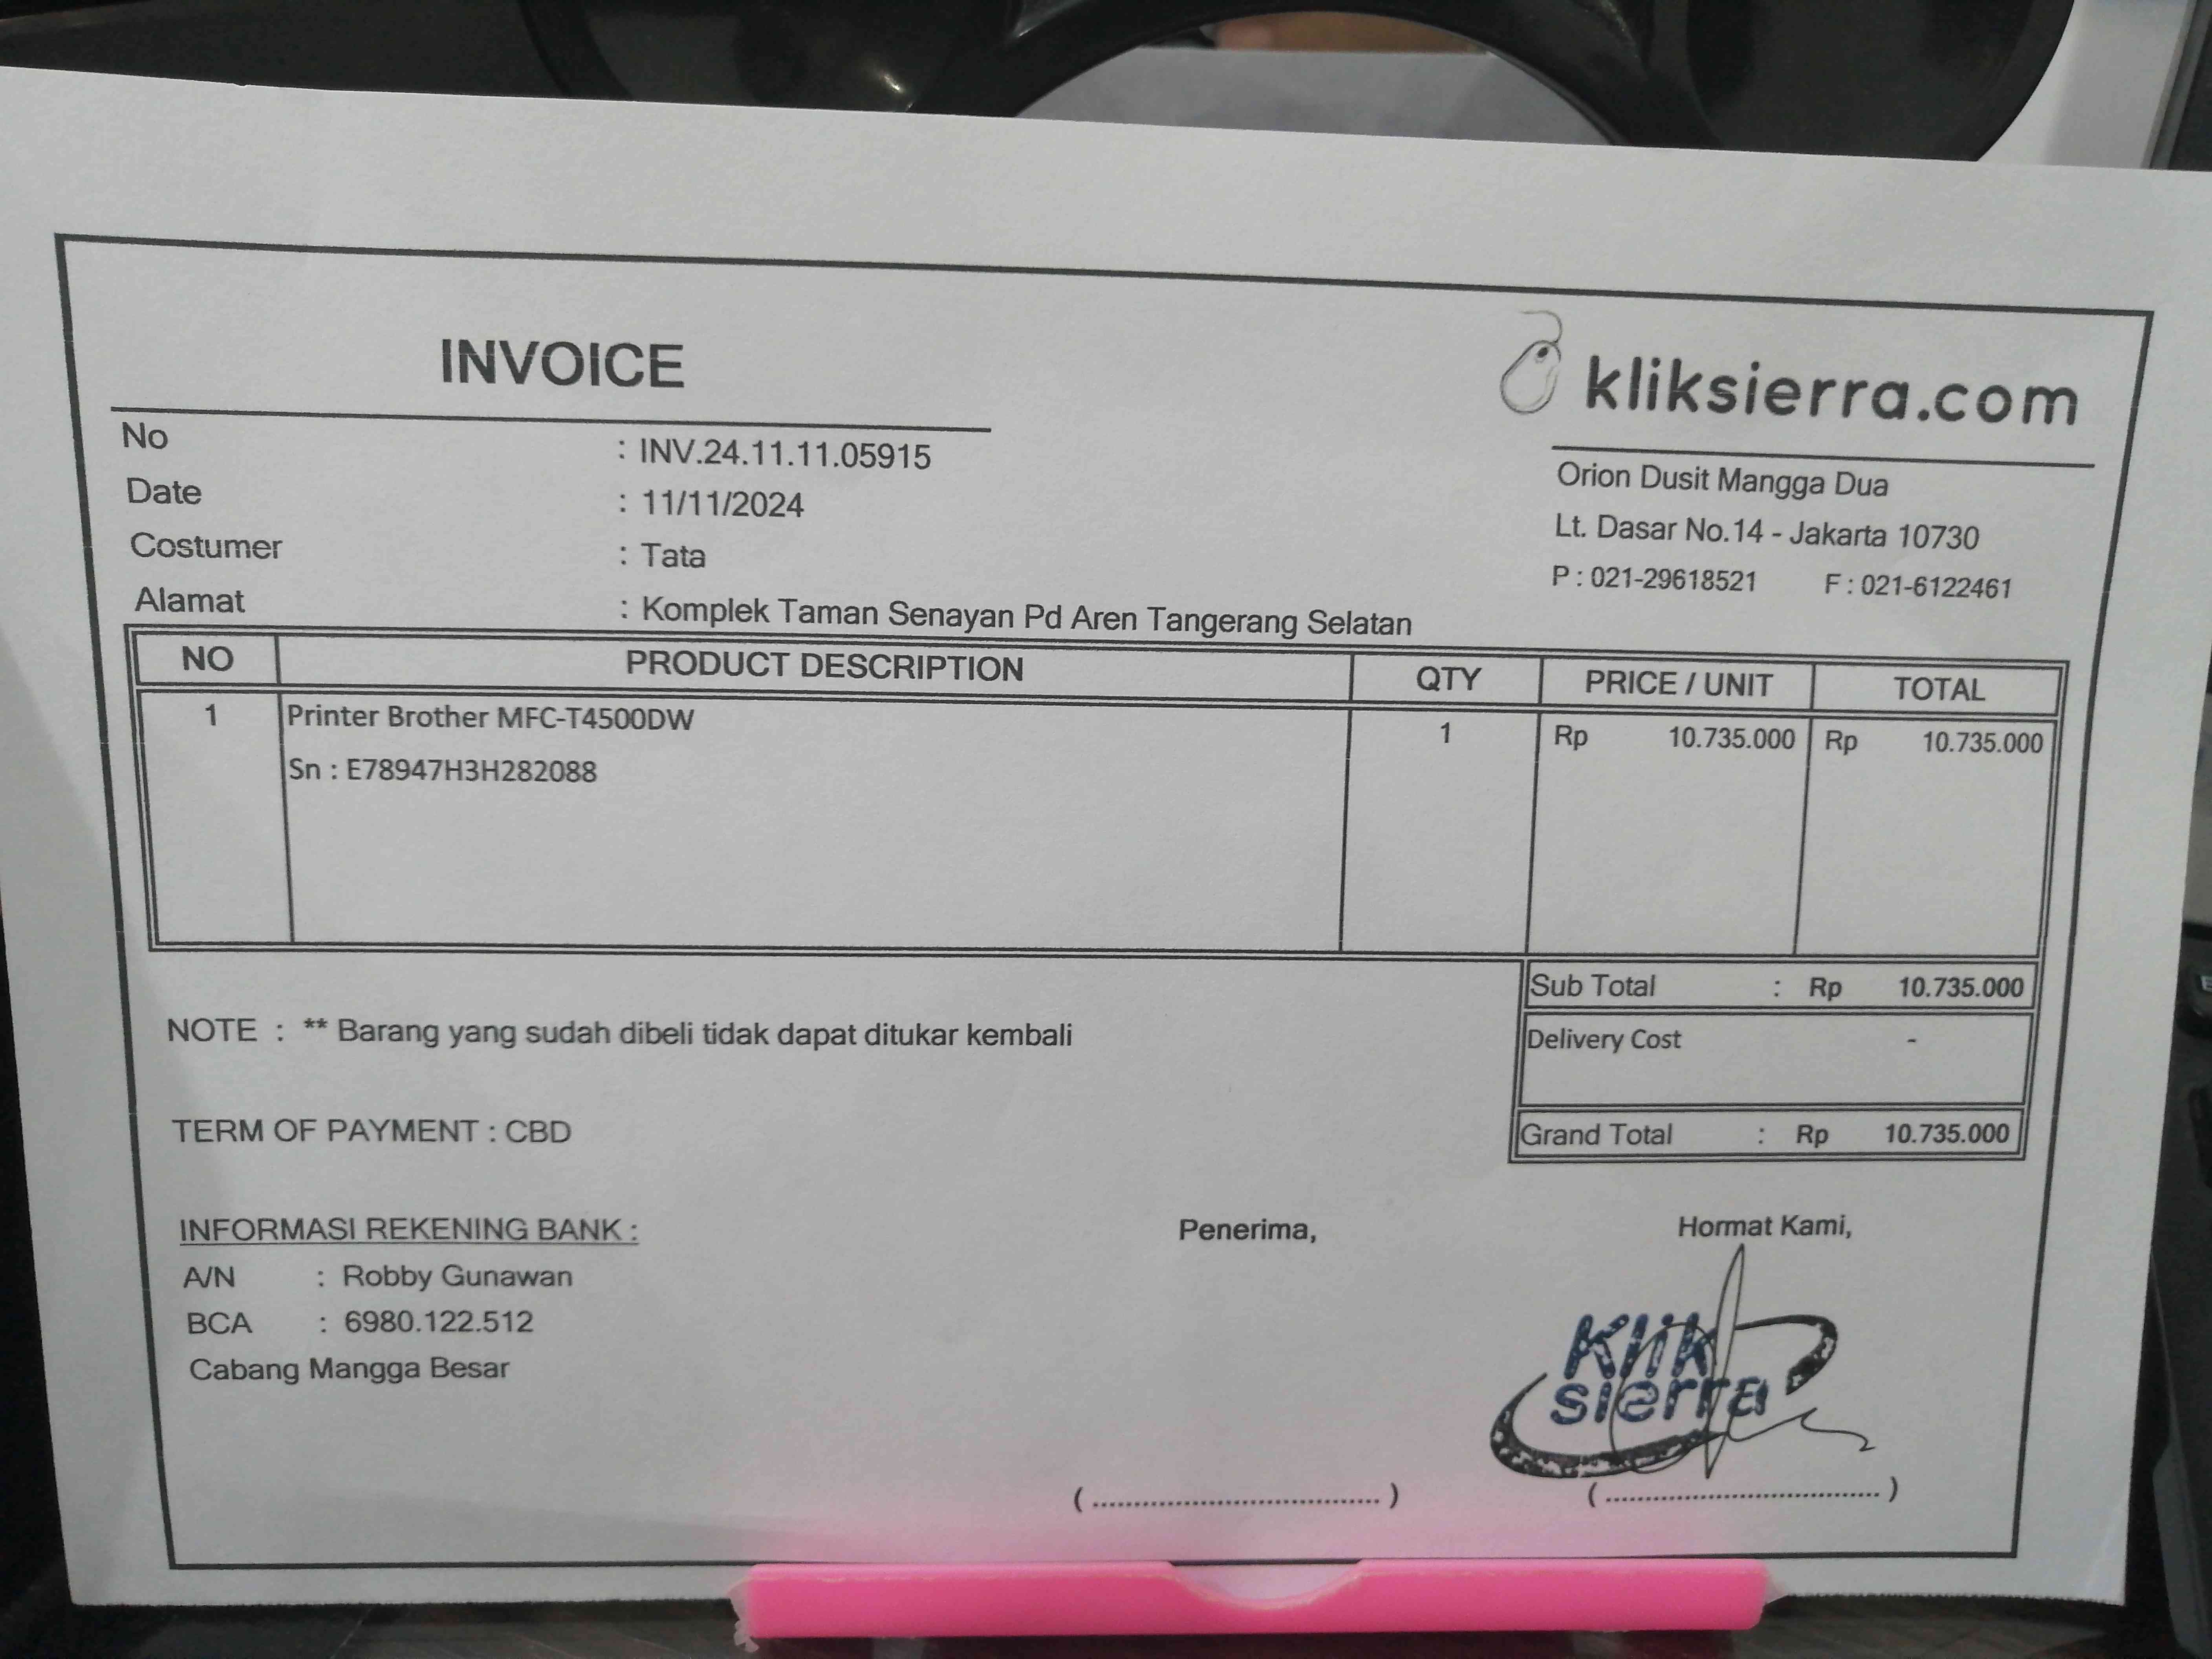 INVOICE
kliksierra.com
No : INV.24.11.11.05915
Date : 11/11/2024
Costumer : Tata
Alamat : Komplek Taman Senayan Pd Aren Tangerang Selatan
Orion Dusit Mangga Dua
Lt. Dasar No.14 - Jakarta 10730
P : 021-29618521 F : 021-6122461
NO PRODUCT DESCRIPTION QTY PRICE / UNIT TOTAL
1 Printer Brother MFC-T4500DW 1 Rp 10.735.000 Rp 10.735.000
Sn : E78947H3H282088
Sub Total : Rp 10.735.000
NOTE : ** Barang yang sudah dibeli tidak dapat ditukar kembali
Delivery Cost -
TERM OF PAYMENT : CBD
Grand Total : Rp 10.735.000
INFORMASI REKENING BANK :
A/N : Robby Gunawan
BCA : 6980.122.512
Cabang Mangga Besar
Penerima,
(................................)
Hormat Kami,
Klik
sierra
(................................)